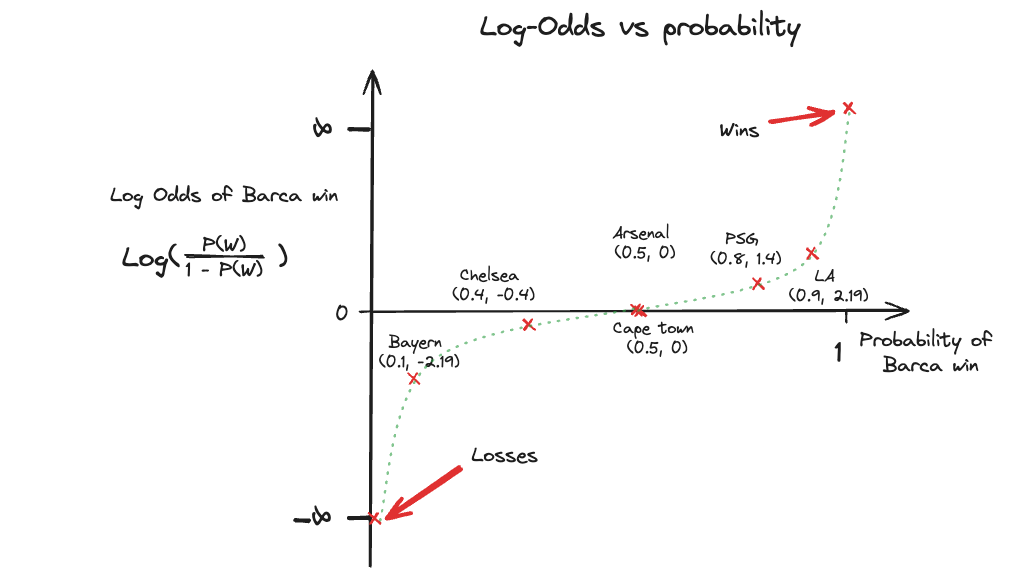 Log-Odds vs probability
∞
Wins
Log Odds of Barca win
Log( P(W)
1 - P(W) )
Arsenal
(0.5, 0)
PSG
(0.8, 1.4)
Chelsea
(0.4, -0.4)
LA
(0.9, 2.19)
0
Cape town
(0.5, 0)
Bayern
(0.1, -2.19)
1
Probability of
Barca win
Losses
-∞